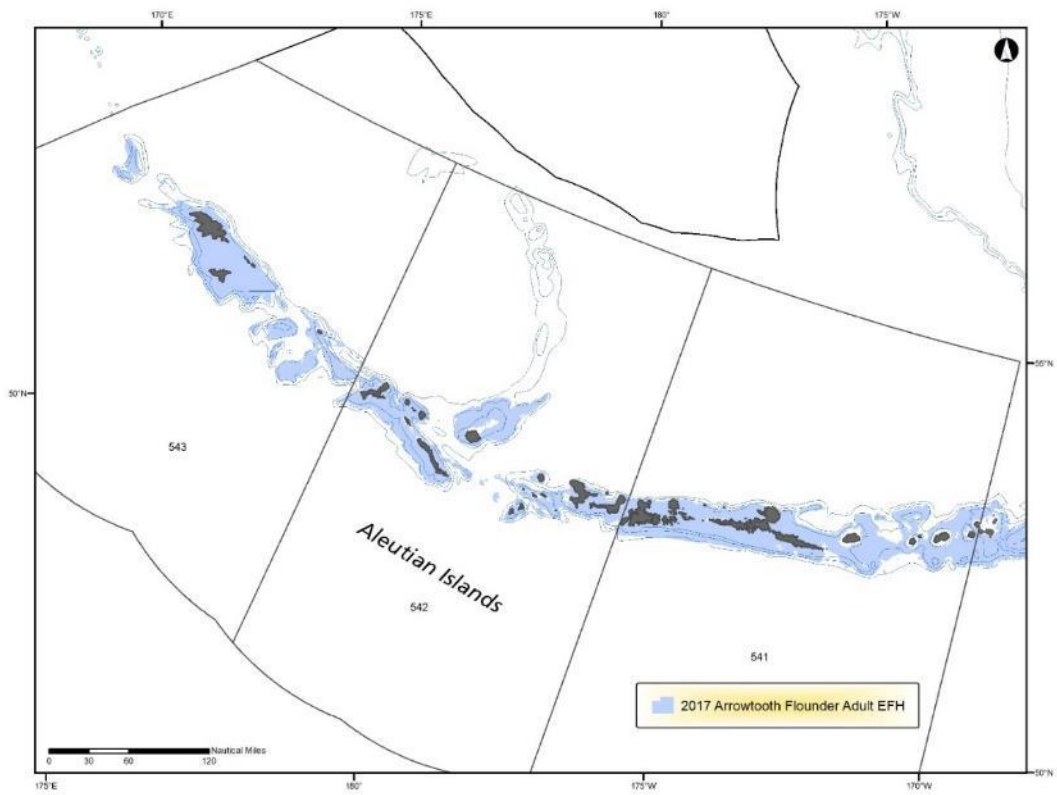 170°E 175°E 180° 175°W
55°N
50°N
543
Aleutian Islands
542
541
2017 Arrowtooth Flounder Adult EFH
Nautical Miles
0 30 60 120
50°N
175°E 180° 175°W 170°W